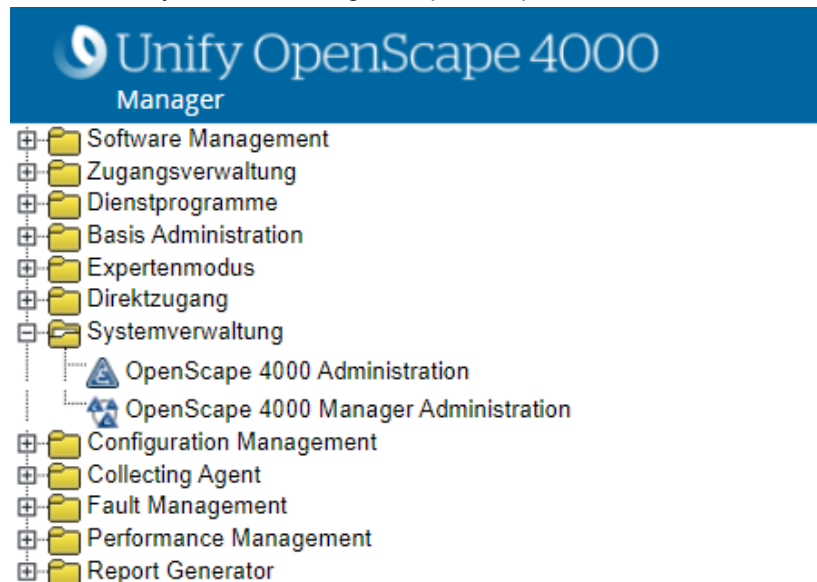 Unify OpenScape 4000
Manager
Software Management
Zugangsverwaltung
Dienstprogramme
Basis Administration
Expertenmodus
Direktzugang
Systemverwaltung
OpenScape 4000 Administration
OpenScape 4000 Manager Administration
Configuration Management
Collecting Agent
Fault Management
Performance Management
Report Generator